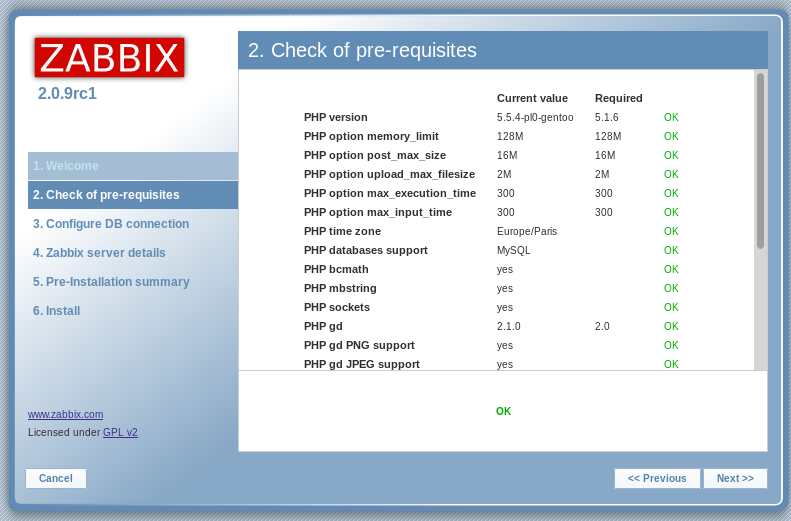 ZABBIX
2.0.9rc1
1. Welcome
2. Check of pre-requisites
3. Configure DB connection
4. Zabbix server details
5. Pre-Installation summary
6. Install
www.zabbix.com
Licensed under GPL v2
2. Check of pre-requisites
Current value Required
PHP version 5.5.4-pl0-gentoo 5.1.6 OK
PHP option memory_limit 128M 128M OK
PHP option post_max_size 16M 16M OK
PHP option upload_max_filesize 2M 2M OK
PHP option max_execution_time 300 300 OK
PHP option max_input_time 300 300 OK
PHP time zone Europe/Paris OK
PHP databases support MySQL OK
PHP bcmath yes OK
PHP mbstring yes OK
PHP sockets yes OK
PHP gd 2.1.0 2.0 OK
PHP gd PNG support yes OK
PHP gd JPEG support yes OK
OK
Cancel << Previous Next >>